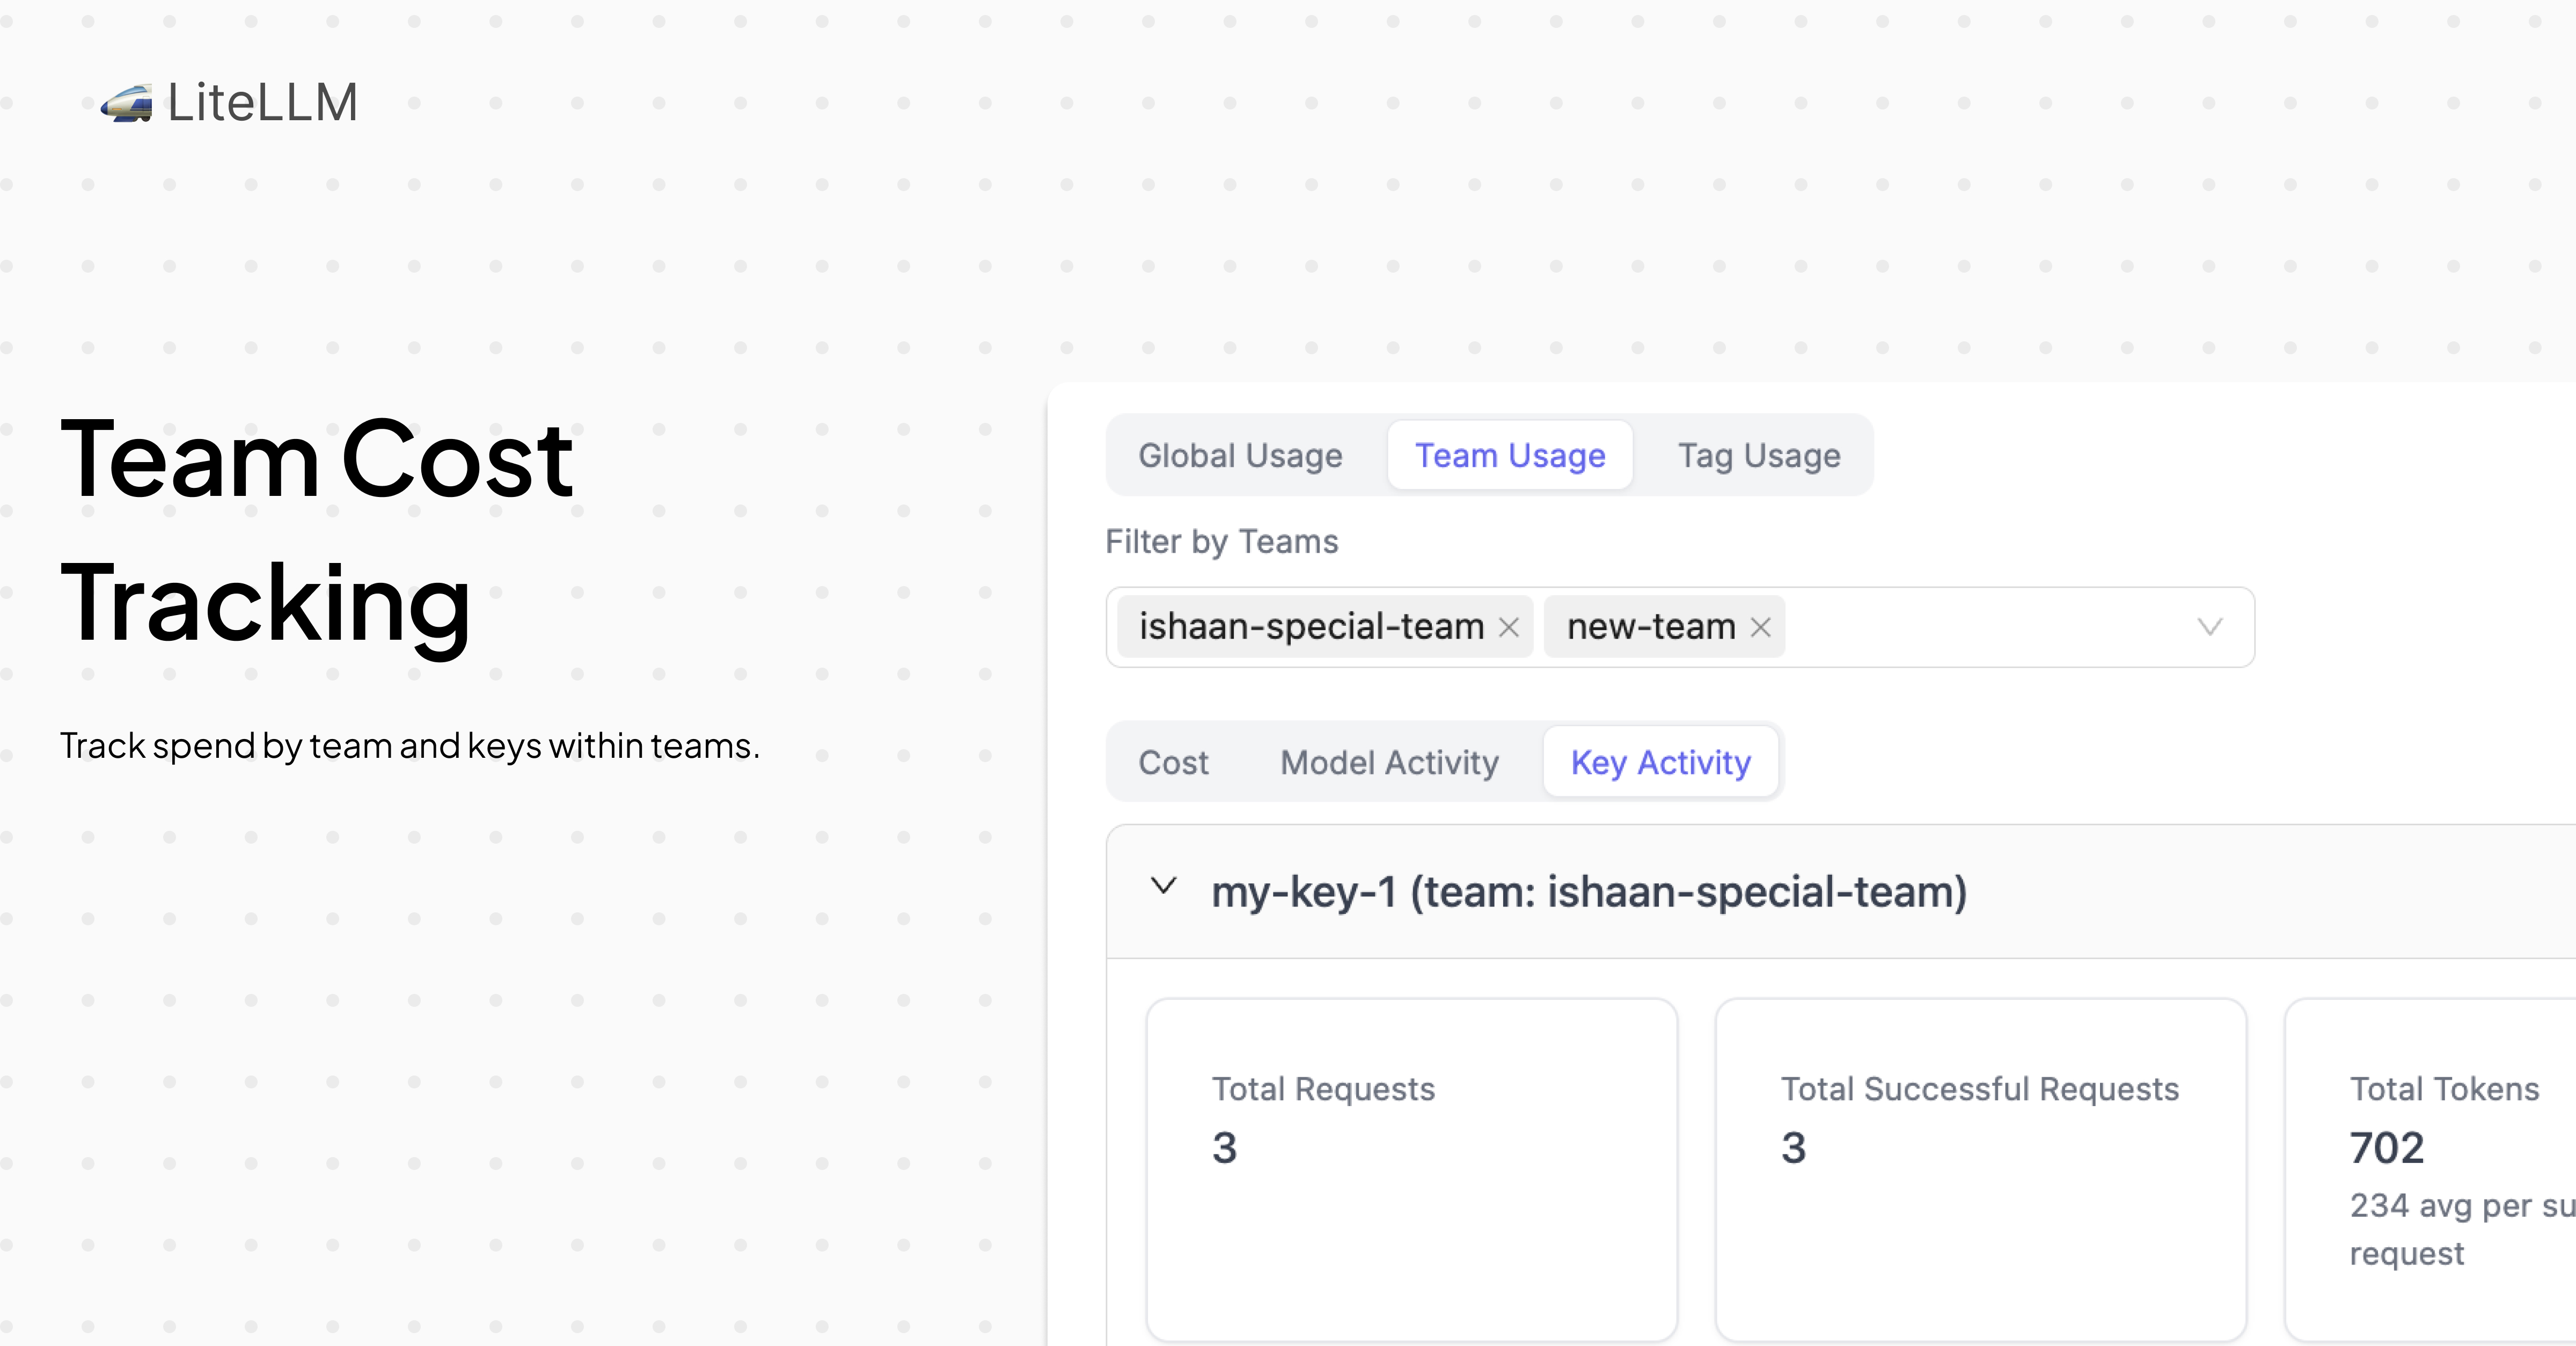 LiteLLM
Team Cost
Tracking
Track spend by team and keys within teams.
Global Usage Team Usage Tag Usage
Filter by Teams
ishaan-special-team new-team
Cost Model Activity Key Activity
my-key-1 (team: ishaan-special-team)
Total Requests
3
Total Successful Requests
3
Total Tokens
702
234 avg per
request